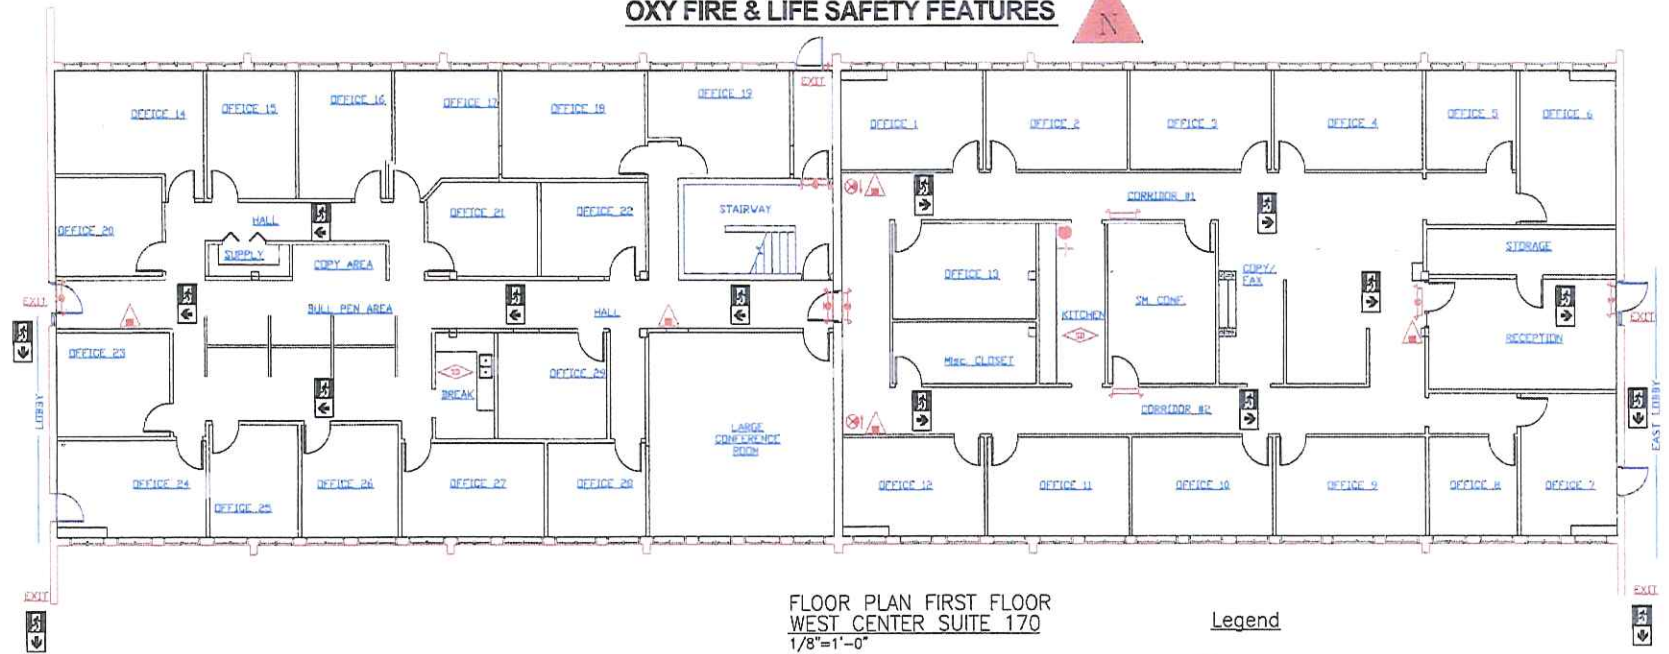 OXY FIRE & LIFE SAFETY FEATURES
N
EXIT
OFFICE 14
OFFICE 15
OFFICE 16
OFFICE 17
OFFICE 18
OFFICE 19
OFFICE 1
OFFICE 2
OFFICE 3
OFFICE 4
OFFICE 5
OFFICE 6
OFFICE 20
HALL
SUPPLY
COPY AREA
OFFICE 21
OFFICE 22
STAIRWAY
CORRIDOR #1
STORAGE
OFFICE 13
COPY/
FAX
SM. CONF.
EXIT
BULL PEN AREA
HALL
KITCHEN
EXIT
RECEPTION
OFFICE 23
OFFICE 29
BREAK
Misc. CLOSET
LOBBY
LARGE
CONFERENCE
ROOM
CORRIDOR #2
EAST LOBBY
OFFICE 24
OFFICE 25
OFFICE 26
OFFICE 27
OFFICE 28
OFFICE 12
OFFICE 11
OFFICE 10
OFFICE 9
OFFICE 8
OFFICE 7
EXIT
EXIT
FLOOR PLAN FIRST FLOOR
WEST CENTER SUITE 170
1/8"=1'-0"
Legend